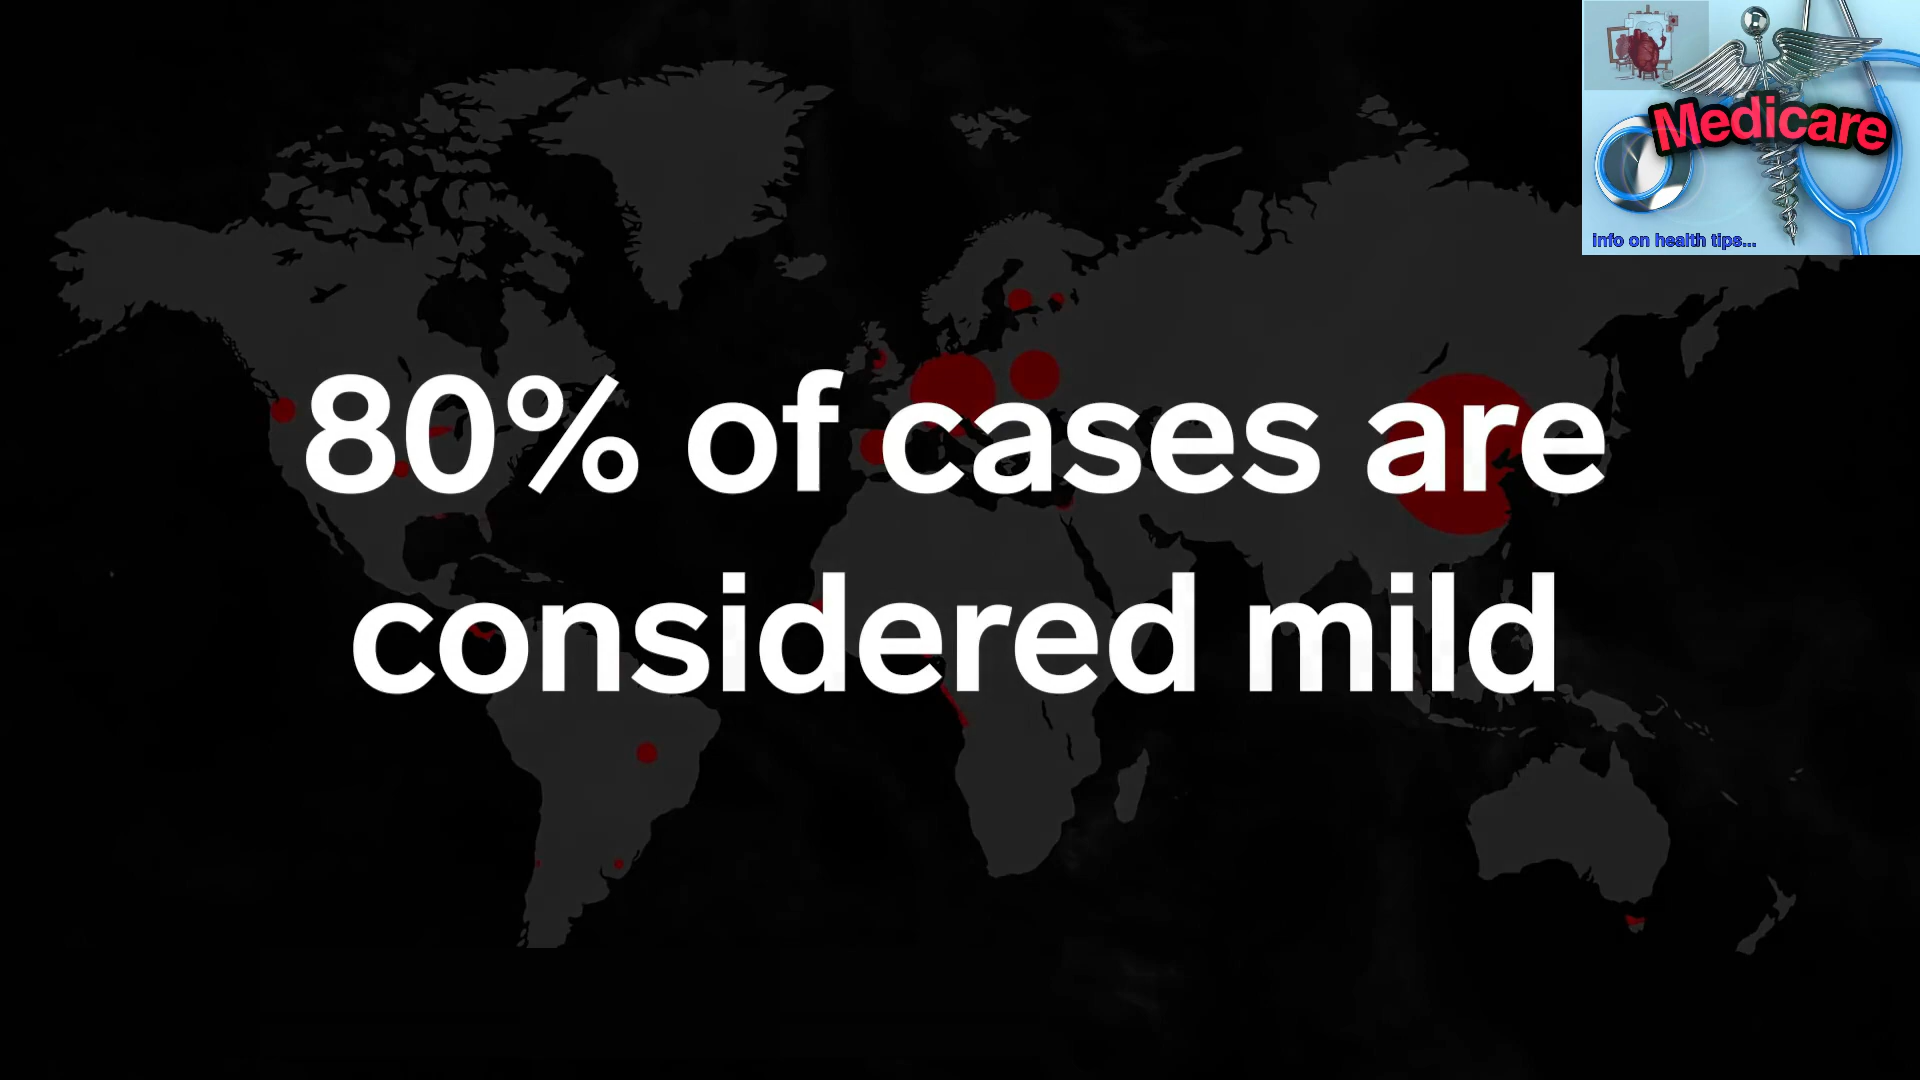 Medicare
info on health tips...
80% of cases are
considered mild